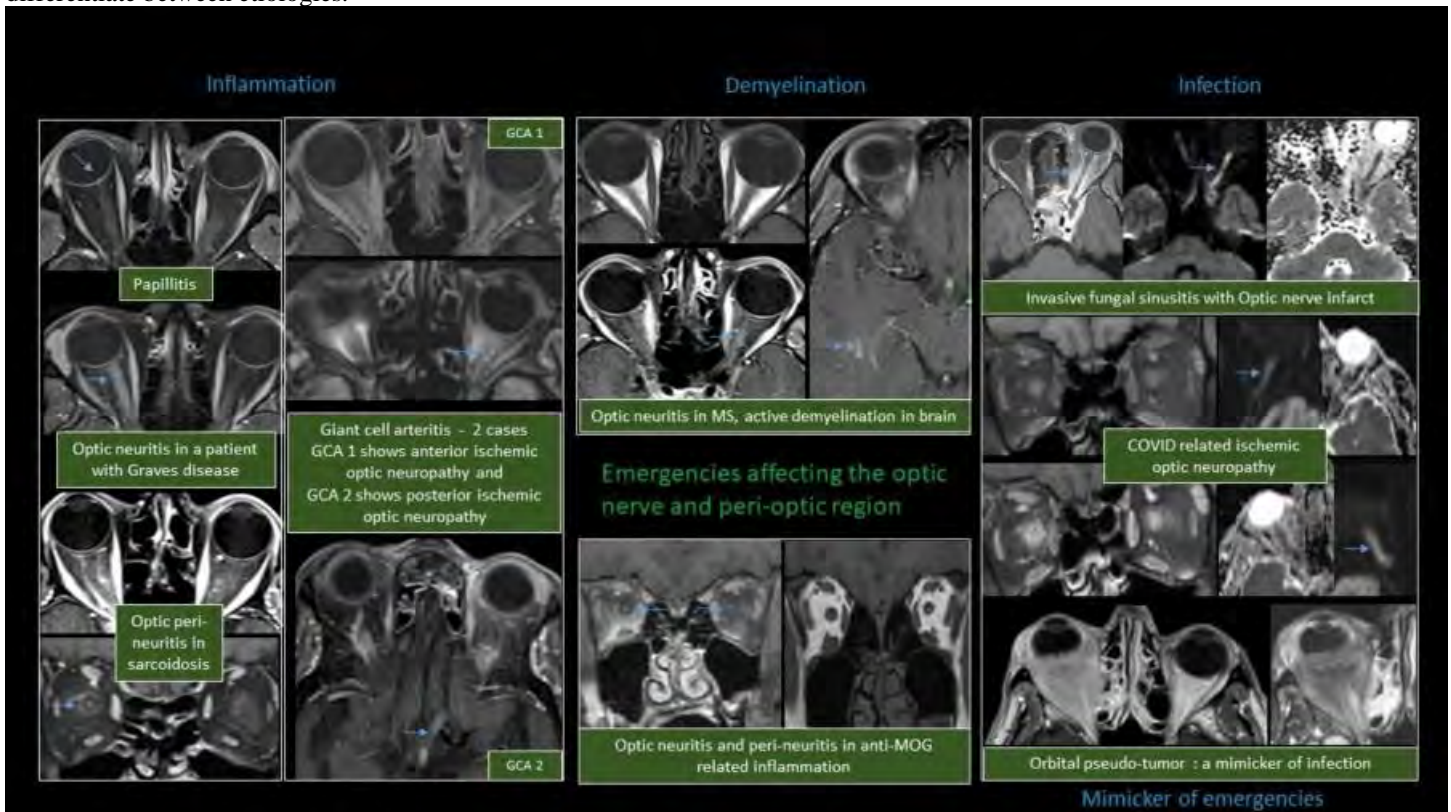 differentiate between etiologies.
Inflammation
GCA 1
Papillitis
Optic neuritis in a patient
with Graves disease
Optic peri-
neuritis in
sarcoidosis
Giant cell arteritis - 2 cases
GCA 1 shows anterior ischemic
optic neuropathy and
GCA 2 shows posterior ischemic
optic neuropathy
GCA 2
Demyelination
Optic neuritis in MS, active demyelination in brain
Emergencies affecting the optic
nerve and peri-optic region
Optic neuritis and peri-neuritis in anti-MOG
related inflammation
Infection
Invasive fungal sinusitis with Optic nerve infarct
COVID related ischemic
optic neuropathy
Orbital pseudo-tumor : a mimicker of infection
Mimicker of emergencies